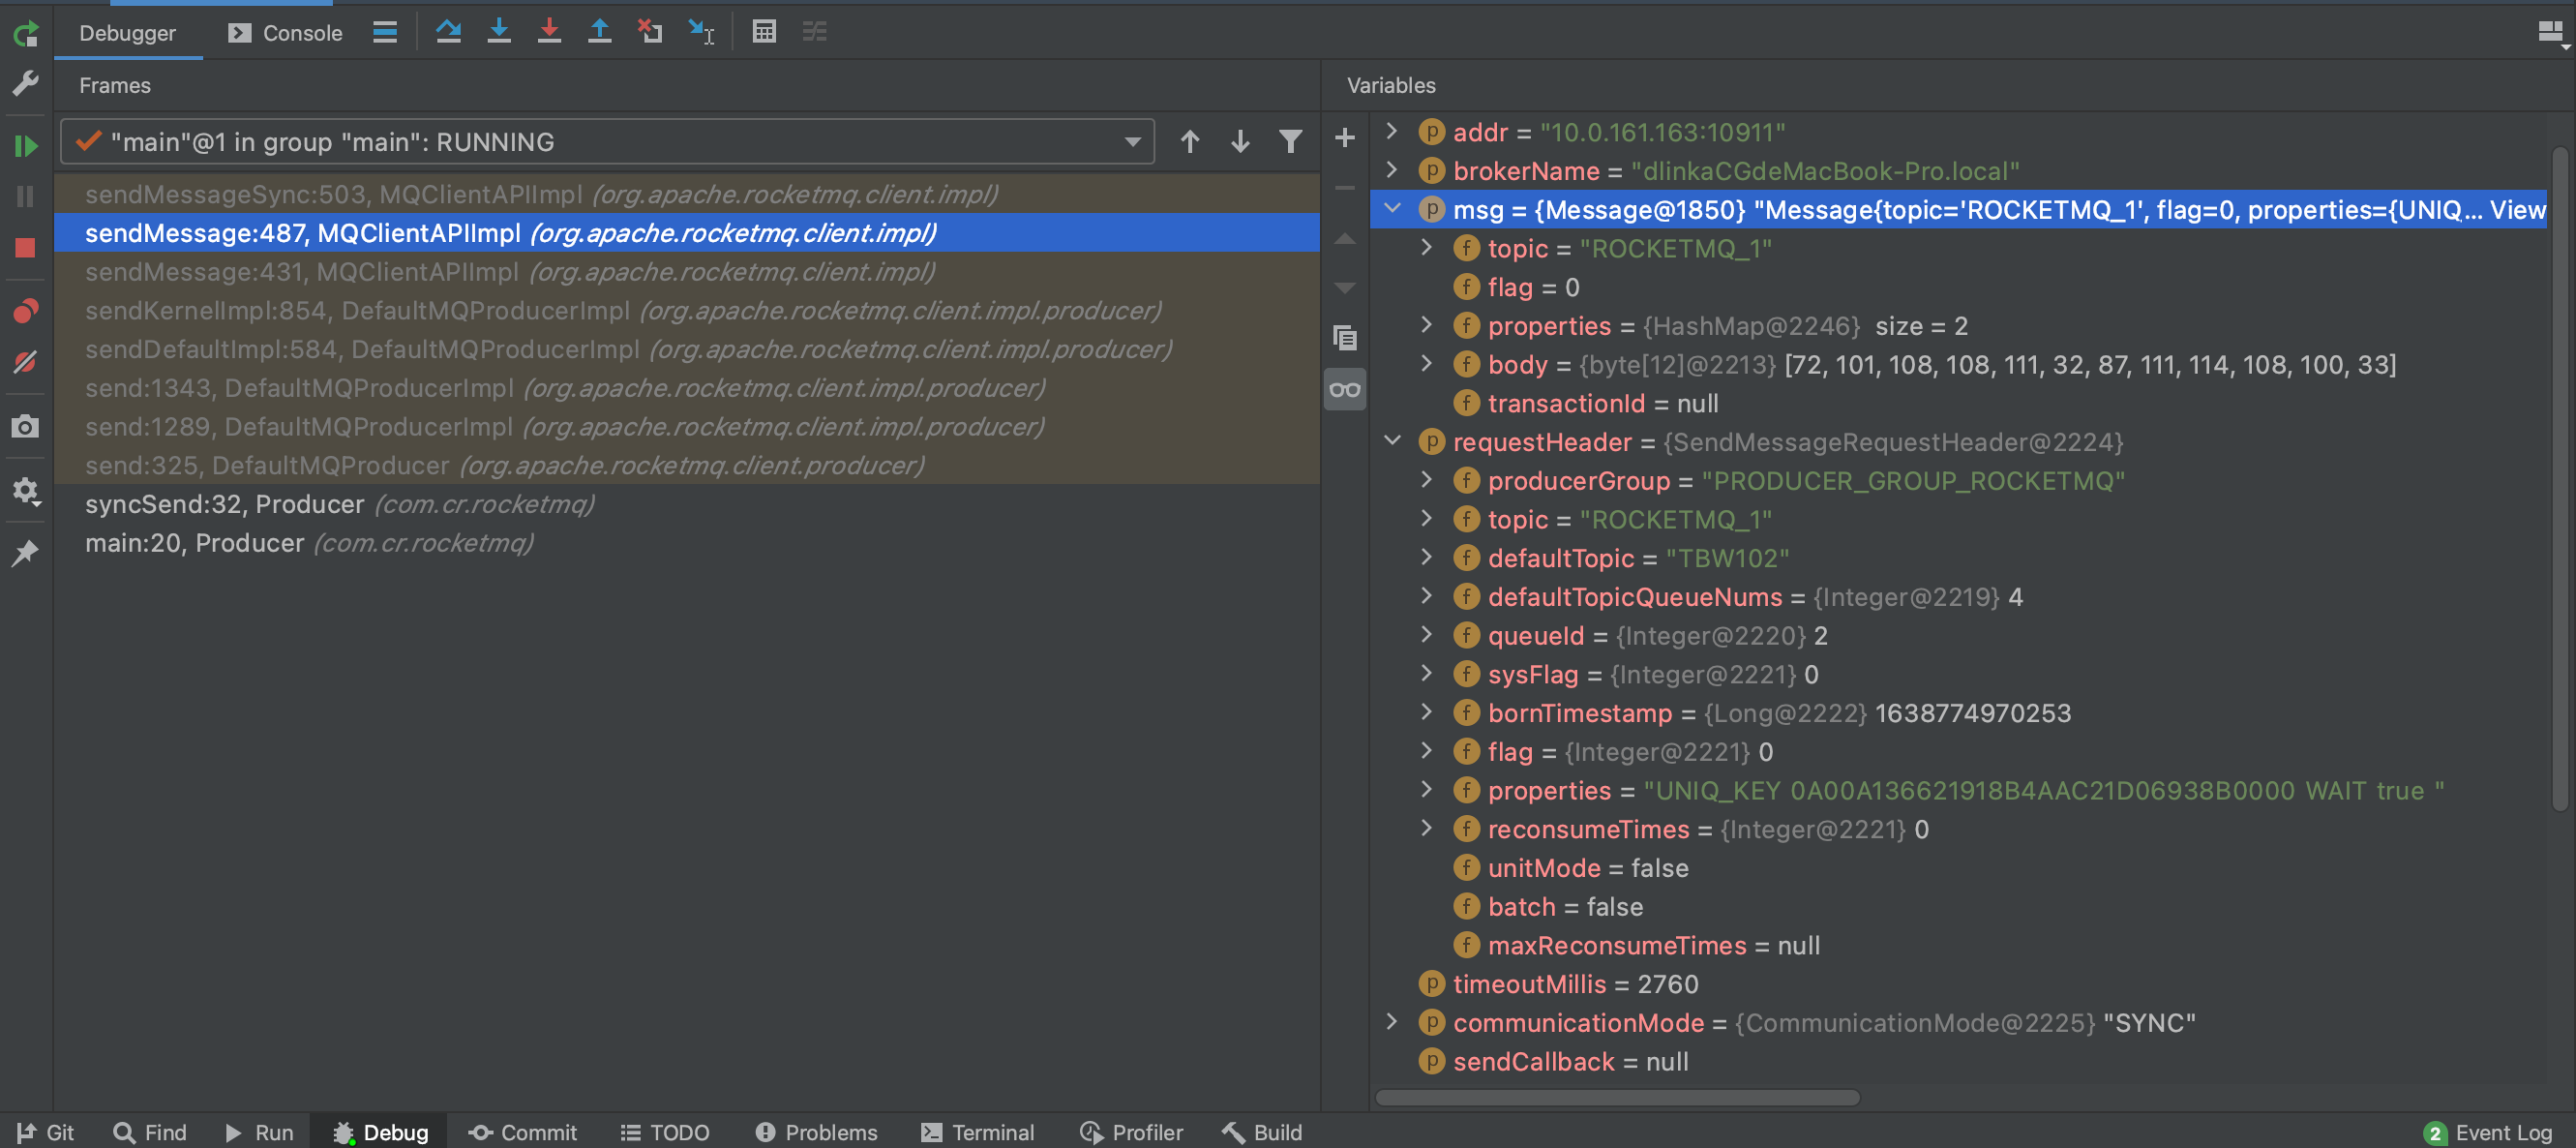 Debugger
Console
Frames
Variables
"main"@1 in group "main": RUNNING
sendMessageSync:503, MQClientAPIImpl (org.apache.rocketmq.client.impl)
sendMessage:487, MQClientAPIImpl (org.apache.rocketmq.client.impl)
sendMessage:431, MQClientAPIImpl (org.apache.rocketmq.client.impl)
sendKernelImpl:854, DefaultMQProducerImpl (org.apache.rocketmq.client.impl.producer)
sendDefaultImpl:584, DefaultMQProducerImpl (org.apache.rocketmq.client.impl.producer)
send:1343, DefaultMQProducerImpl (org.apache.rocketmq.client.impl.producer)
send:1289, DefaultMQProducerImpl (org.apache.rocketmq.client.impl.producer)
send:325, DefaultMQProducer (org.apache.rocketmq.client.producer)
syncSend:32, Producer (com.cr.rocketmq)
main:20, Producer (com.cr.rocketmq)
p addr = "10.0.161.163:10911"
p brokerName = "dlinkaCGdeMacBook-Pro.local"
p msg = {Message@1850} "Message{topic='ROCKETMQ_1', flag=0, properties={UNIQ... View
f topic = "ROCKETMQ_1"
f flag = 0
f properties = {HashMap@2246} size = 2
f body = {byte[12]@2213} [72, 101, 108, 108, 111, 32, 87, 111, 114, 108, 100, 33]
f transactionId = null
p requestHeader = {SendMessageRequestHeader@2224}
f producerGroup = "PRODUCER_GROUP_ROCKETMQ"
f topic = "ROCKETMQ_1"
f defaultTopic = "TBW102"
f defaultTopicQueueNums = {Integer@2219} 4
f queueId = {Integer@2220} 2
f sysFlag = {Integer@2221} 0
f bornTimestamp = {Long@2222} 1638774970253
f flag = {Integer@2221} 0
f properties = "UNIQ_KEY 0A00A136621918B4AAC21D06938B0000 WAIT true "
f reconsumeTimes = {Integer@2221} 0
f unitMode = false
f batch = false
f maxReconsumeTimes = null
p timeoutMillis = 2760
p communicationMode = {CommunicationMode@2225} "SYNC"
p sendCallback = null
Git
Find
Run
Debug
Commit
TODO
Problems
Terminal
Profiler
Build
2 Event Log